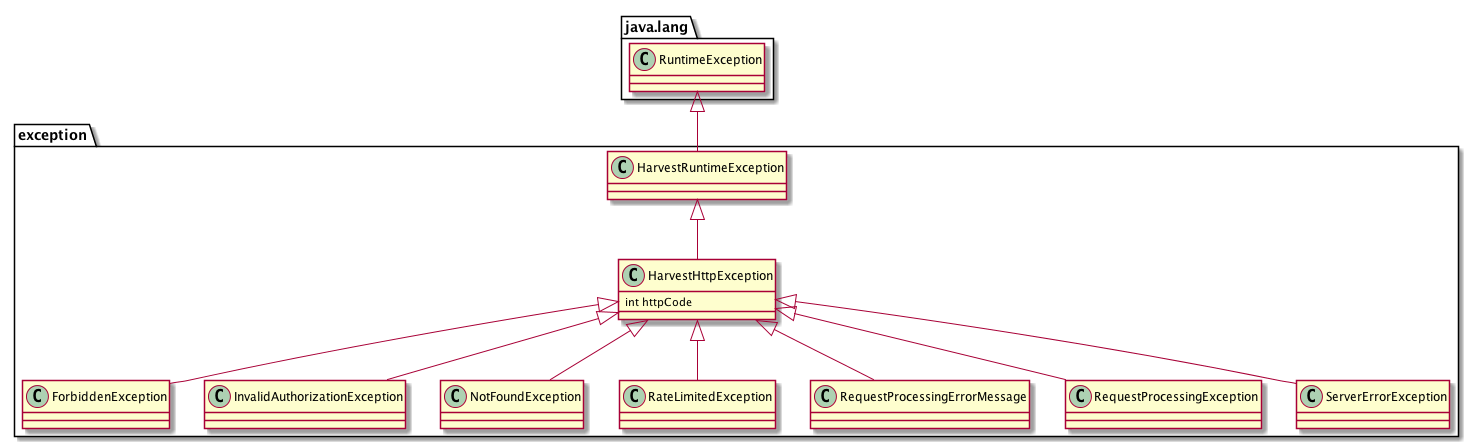 java.lang
C RuntimeException
exception
C HarvestRuntimeException
C HarvestHttpException
int httpCode
C ForbiddenException
C InvalidAuthorizationException
C NotFoundException
C RateLimitedException
C RequestProcessingErrorMessage
C RequestProcessingException
C ServerErrorException